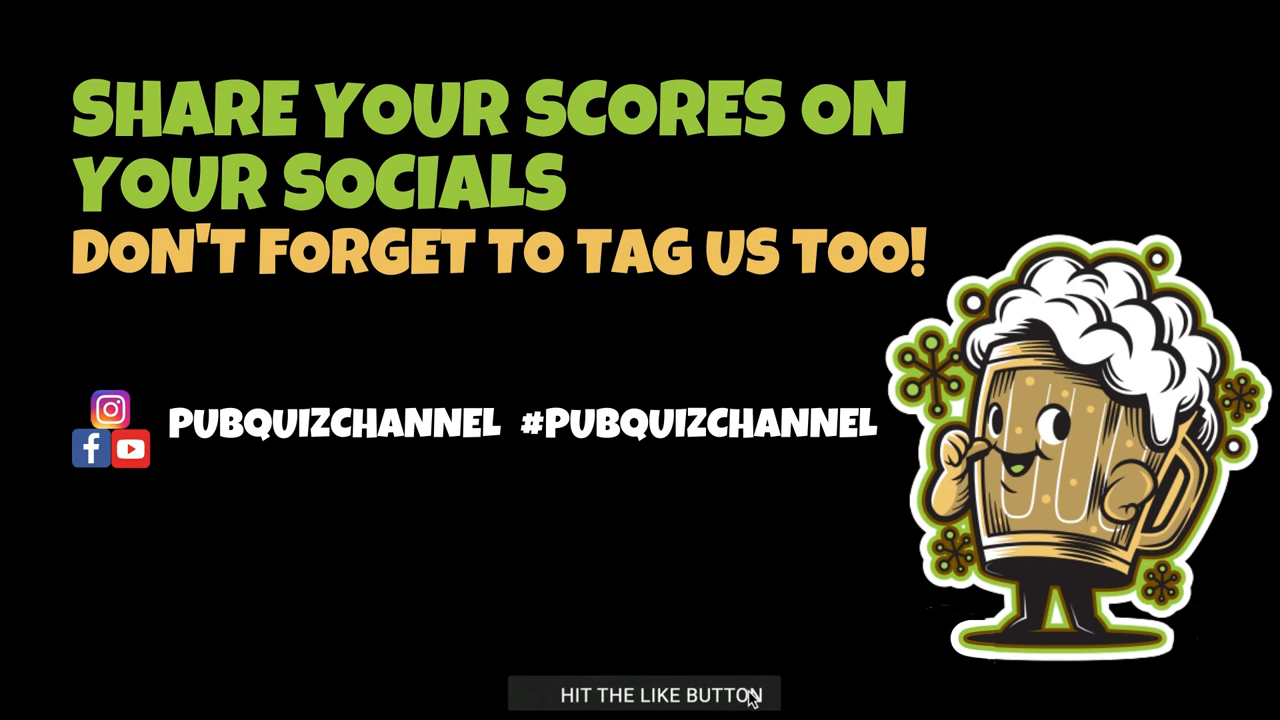 SHARE YOUR SCORES ON
YOUR SOCIALS
DON'T FORGET TO TAG US TOO!
PUBQUIZCHANNEL #PUBQUIZCHANNEL
HIT THE LIKE BUTTON